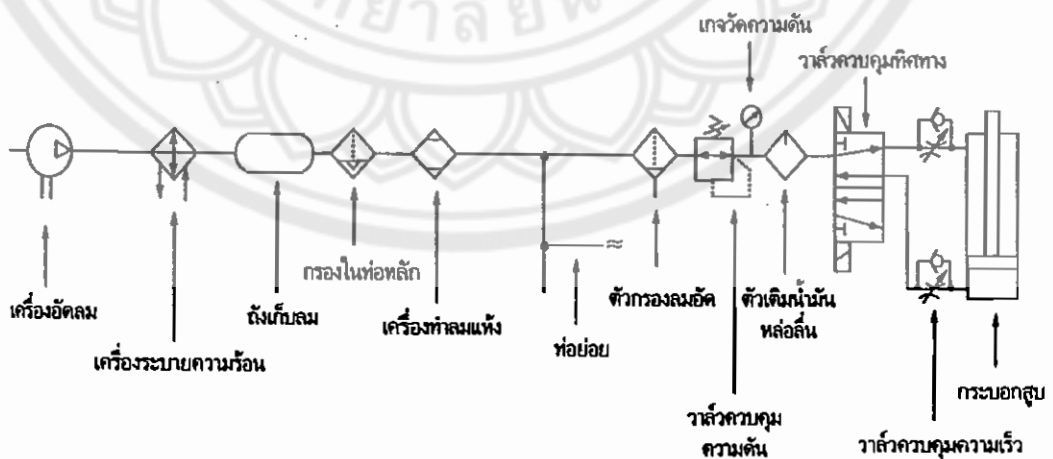 เกจวัดความดัน
วาล์วควบคุมทิศทาง
กรองในท่อหลัก
เครื่องอัดลม
ถังเก็บลม
เครื่องทำลมแห้ง
ตัวกรองลมอัด
ตัวเติมน้ำมัน
หล่อลื่น
ท่อย่อย
เครื่องระบายความร้อน
กระบอกสูบ
วาล์วควบคุม
ความดัน
วาล์วควบคุมความเร็ว